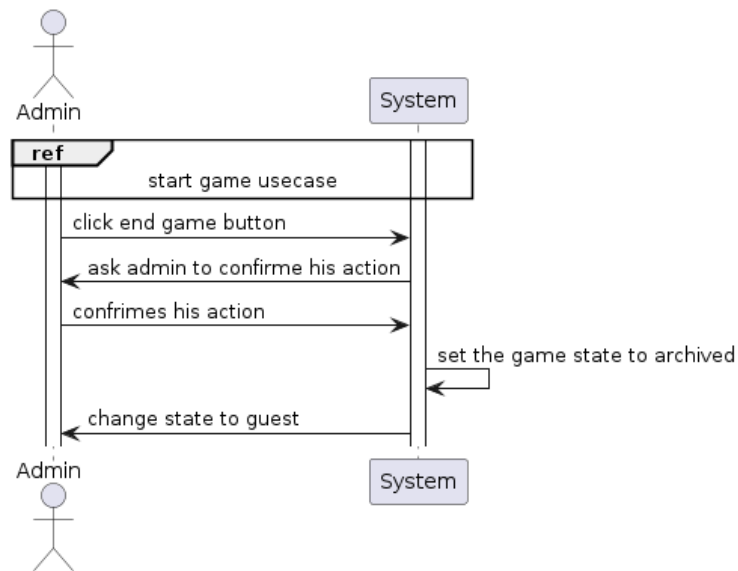 Admin
System
ref
start game usecase
click end game button
ask admin to confirme his action
confrimes his action
set the game state to archived
change state to guest
Admin
System